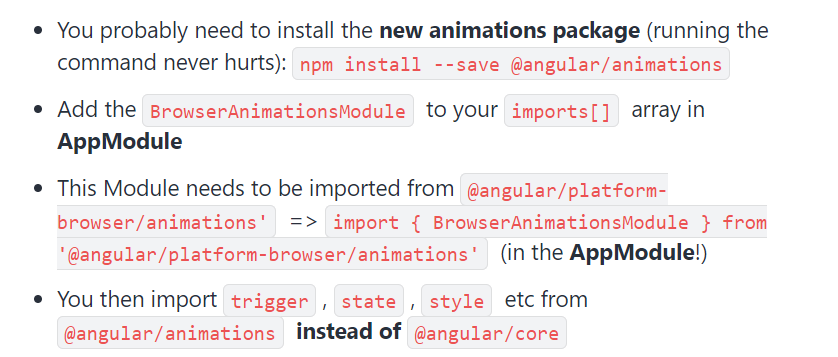 • You probably need to install the new animations package (running the
command never hurts): npm install --save @angular/animations
• Add the BrowserAnimationsModule to your imports[] array in
AppModule
• This Module needs to be imported from @angular/platform-
browser/animations' => import { BrowserAnimationsModule } from
'@angular/platform-browser/animations' (in the AppModule!)
• You then import trigger , state , style etc from
@angular/animations instead of @angular/core